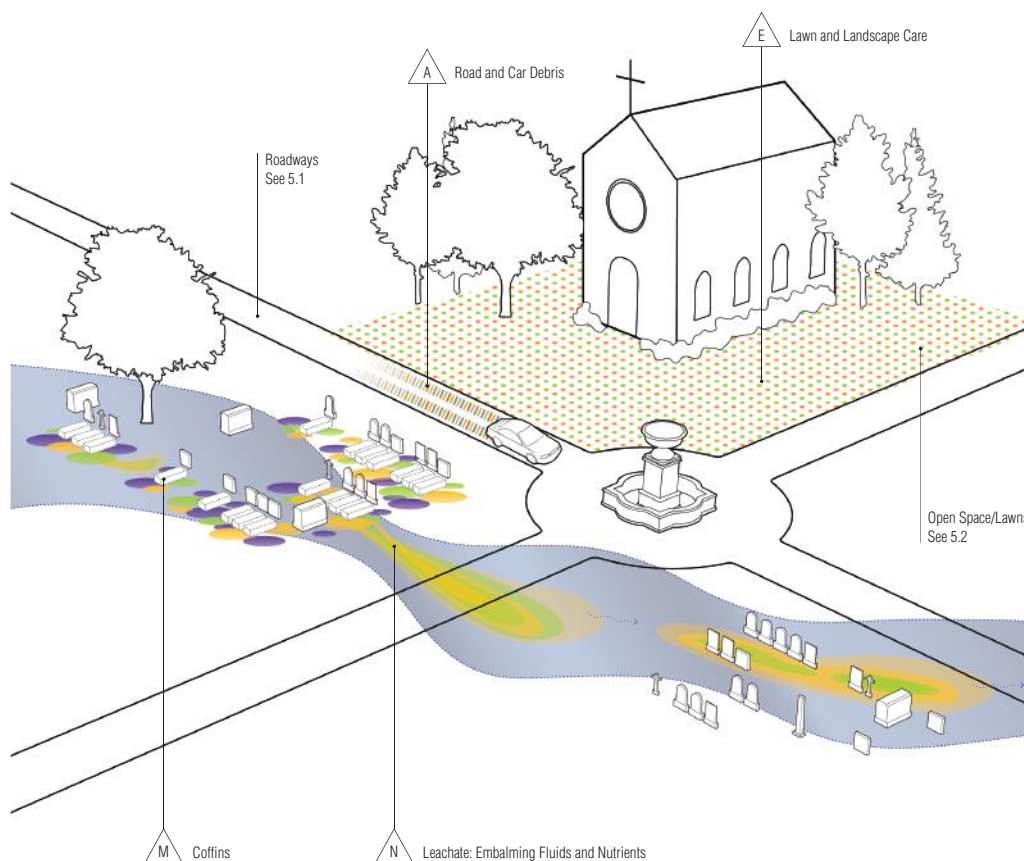 E Lawn and Landscape Care
A Road and Car Debris
Roadways
See 5.1
Open Space/Lawns
See 5.2
M Coffins
N Leachate: Embalming Fluids and Nutrients